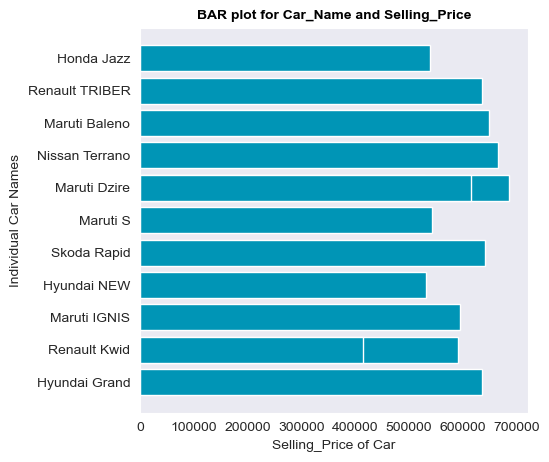 BAR plot for Car_Name and Selling_Price
Individual Car Names
Honda Jazz
Renault TRIBER
Maruti Baleno
Nissan Terrano
Maruti Dzire
Maruti S
Skoda Rapid
Hyundai NEW
Maruti IGNIS
Renault Kwid
Hyundai Grand
0 100000 200000 300000 400000 500000 600000 700000
Selling_Price of Car